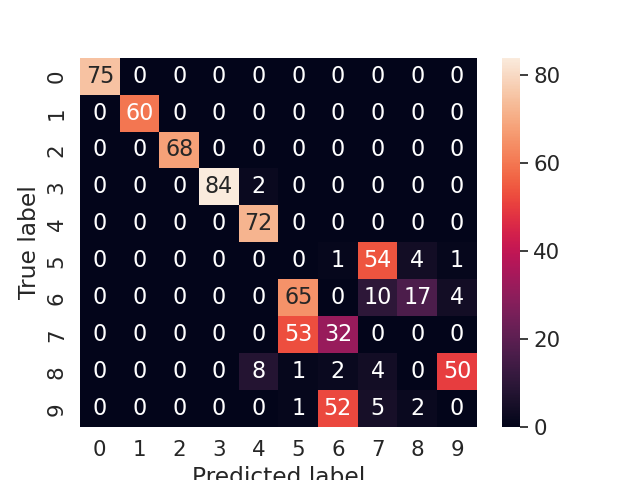 0 75 0 0 0 0 0 0 0 0 0
1 0 60 0 0 0 0 0 0 0 0
2 0 0 68 0 0 0 0 0 0 0
3 0 0 0 84 2 0 0 0 0 0
4 0 0 0 0 72 0 0 0 0 0
5 0 0 0 0 0 0 1 54 4 1
6 0 0 0 0 0 65 0 10 17 4
7 0 0 0 0 0 53 32 0 0 0
8 0 0 0 0 8 1 2 4 0 50
9 0 0 0 0 0 1 52 5 2 0
0 1 2 3 4 5 6 7 8 9
True label
Predicted label
80
60
40
20
0